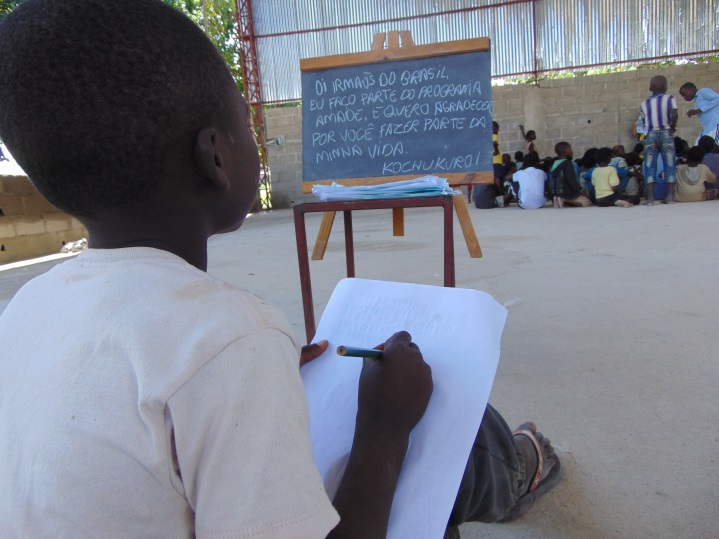 OI IRMAÕS DO BRASIL,
EU FAÇO PARTE DO PROGRAMA
AMADE, E QUERO AGRADECER
POR VOCÊ FAZER PARTE DA
MINHA VIDA.
KOCHUKURO!